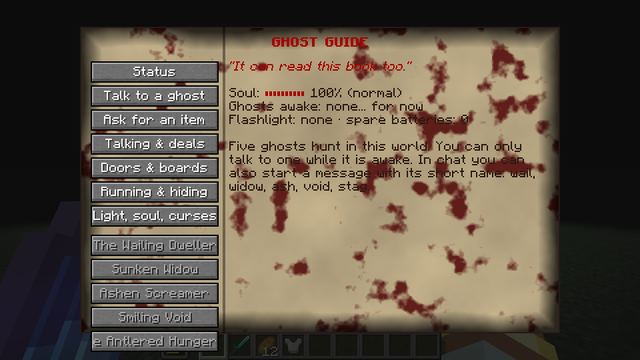 GHOST GUIDE
"It can read this book too."
Status
Talk to a ghost
Ask for an item
Talking & deals
Doors & boards
Running & hiding
Light, soul, curses
The Wailing Dweller
Sunken Widow
Ashen Screamer
Smiling Void
e Antlered Hunger
Soul: 100% (normal)
Ghosts awake: none... for now
Flashlight: none · spare batteries: 0
Five ghosts hunt in this world. You can only
talk to one while it is awake. In chat you can
also start a message with its short name: wail,
widow, ash, void, stag.
12